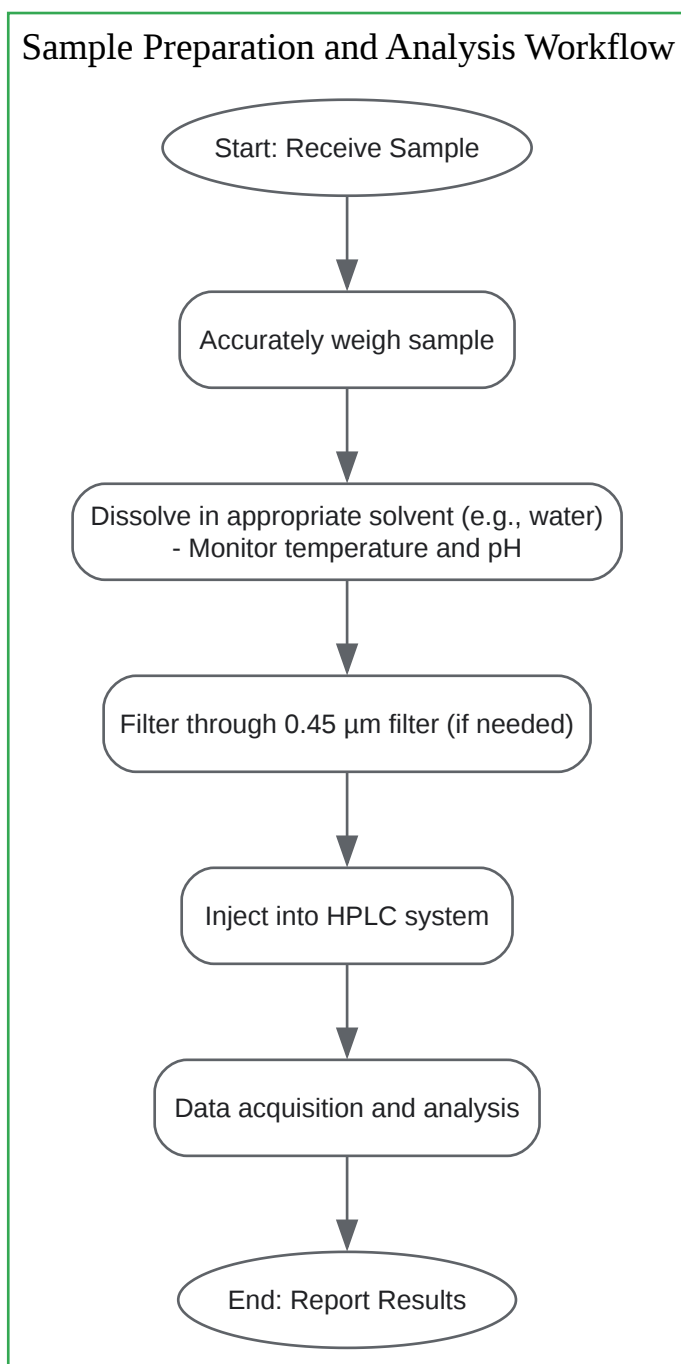 Sample Preparation and Analysis Workflow
Start: Receive Sample
Accurately weigh sample
Dissolve in appropriate solvent (e.g., water)
- Monitor temperature and pH
Filter through 0.45 µm filter (if needed)
Inject into HPLC system
Data acquisition and analysis
End: Report Results